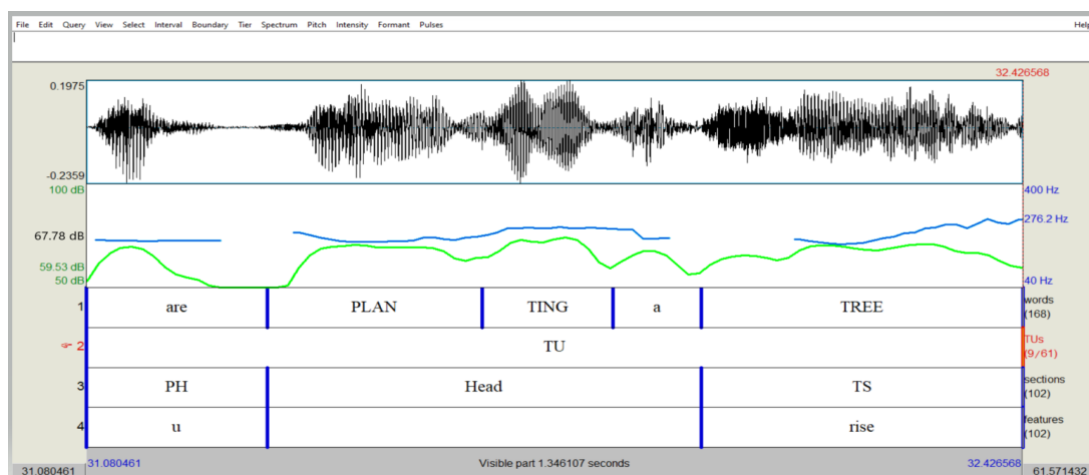 File Edit Query View Select Interval Boundary Tier Spectrum Pitch Intensity Formant Pulses Help
32.426568
0.1975
-0.2359
100 dB 400 Hz
276.2 Hz
67.78 dB
59.53 dB
50 dB 40 Hz
1 are PLAN TING a TREE words (168)
☞ 2 TU TUs (9/61)
3 PH Head TS sections (102)
4 u rise features (102)
31.080461 31.080461 Visible part 1.346107 seconds 32.426568 61.571432